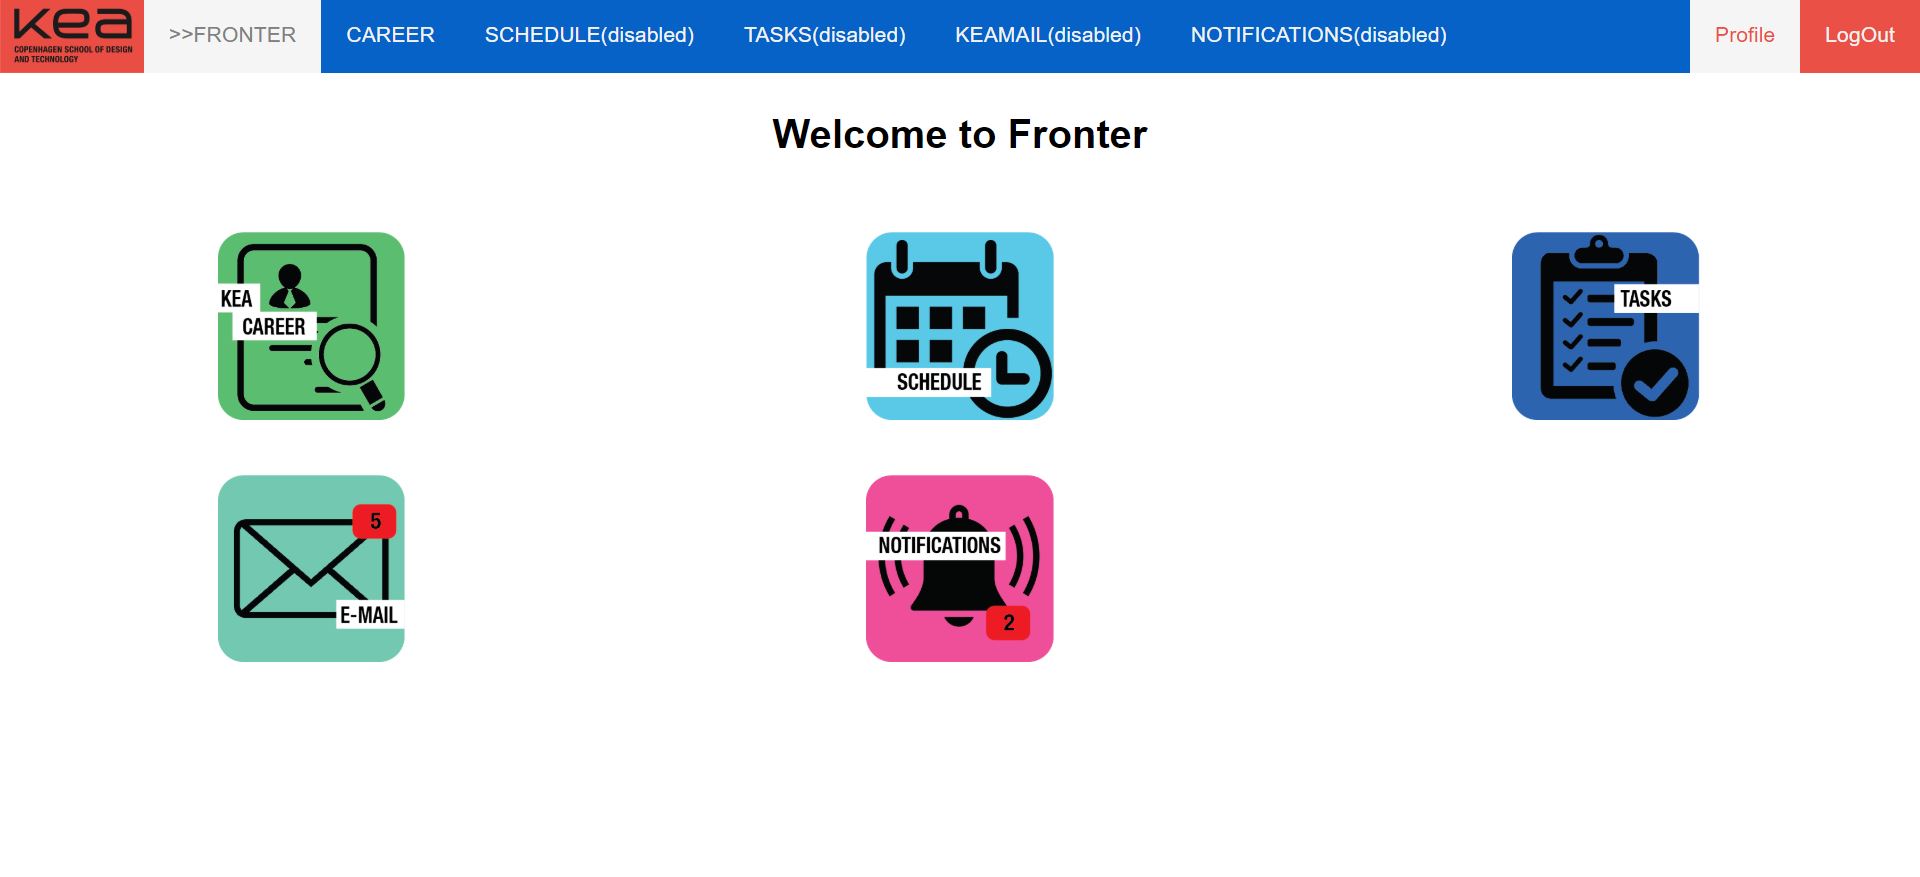 kea
COPENHAGEN SCHOOL OF DESIGN
AND TECHNOLOGY
>>FRONTER
CAREER
SCHEDULE(disabled)
TASKS(disabled)
KEAMAIL(disabled)
NOTIFICATIONS(disabled)
Profile
LogOut
Welcome to Fronter
KEA
CAREER
SCHEDULE
TASKS
5
E-MAIL
NOTIFICATIONS
2